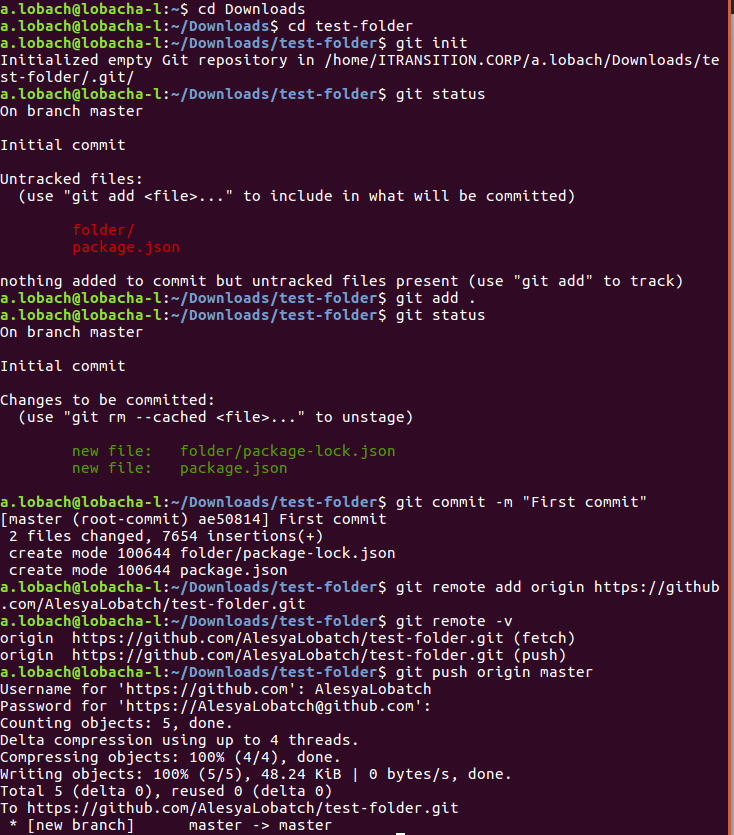 a.lobach@lobacha-l:~$ cd Downloads
a.lobach@lobacha-l:~/Downloads$ cd test-folder
a.lobach@lobacha-l:~/Downloads/test-folder$ git init
Initialized empty Git repository in /home/ITRANSITION.CORP/a.lobach/Downloads/te
st-folder/.git/
a.lobach@lobacha-l:~/Downloads/test-folder$ git status
On branch master

Initial commit

Untracked files:
  (use "git add <file>..." to include in what will be committed)

        folder/
        package.json

nothing added to commit but untracked files present (use "git add" to track)
a.lobach@lobacha-l:~/Downloads/test-folder$ git add .
a.lobach@lobacha-l:~/Downloads/test-folder$ git status
On branch master

Initial commit

Changes to be committed:
  (use "git rm --cached <file>..." to unstage)

        new file:   folder/package-lock.json
        new file:   package.json

a.lobach@lobacha-l:~/Downloads/test-folder$ git commit -m "First commit"
[master (root-commit) ae50814] First commit
 2 files changed, 7654 insertions(+)
 create mode 100644 folder/package-lock.json
 create mode 100644 package.json
a.lobach@lobacha-l:~/Downloads/test-folder$ git remote add origin https://github
.com/AlesyaLobatch/test-folder.git
a.lobach@lobacha-l:~/Downloads/test-folder$ git remote -v
origin  https://github.com/AlesyaLobatch/test-folder.git (fetch)
origin  https://github.com/AlesyaLobatch/test-folder.git (push)
a.lobach@lobacha-l:~/Downloads/test-folder$ git push origin master
Username for 'https://github.com': AlesyaLobatch
Password for 'https://AlesyaLobatch@github.com':
Counting objects: 5, done.
Delta compression using up to 4 threads.
Compressing objects: 100% (4/4), done.
Writing objects: 100% (5/5), 48.24 KiB | 0 bytes/s, done.
Total 5 (delta 0), reused 0 (delta 0)
To https://github.com/AlesyaLobatch/test-folder.git
 * [new branch]      master -> master